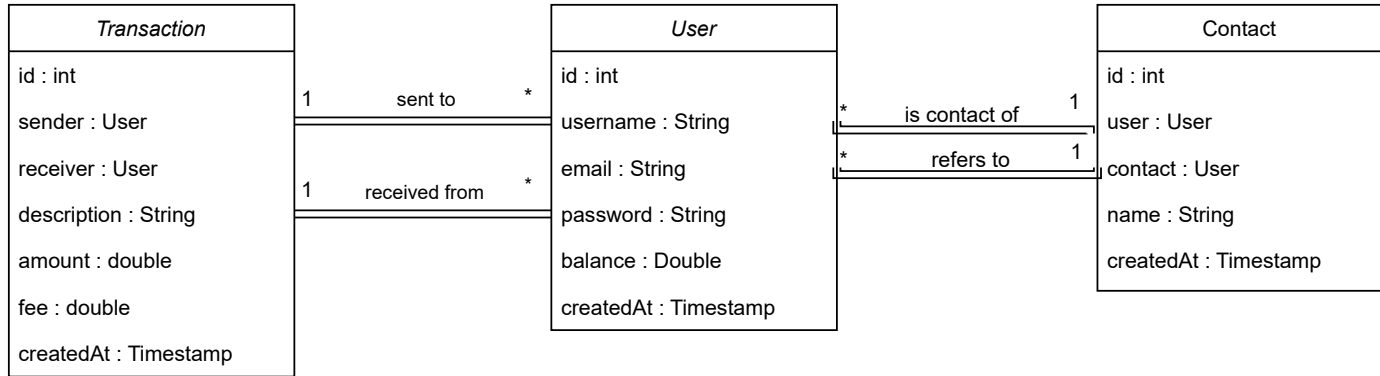 Transaction
id : int
sender : User
receiver : User
description : String
amount : double
fee : double
createdAt : Timestamp
1 sent to *
1 received from *
User
id : int
username : String
email : String
password : String
balance : Double
createdAt : Timestamp
* is contact of 1
* refers to 1
Contact
id : int
user : User
contact : User
name : String
createdAt : Timestamp